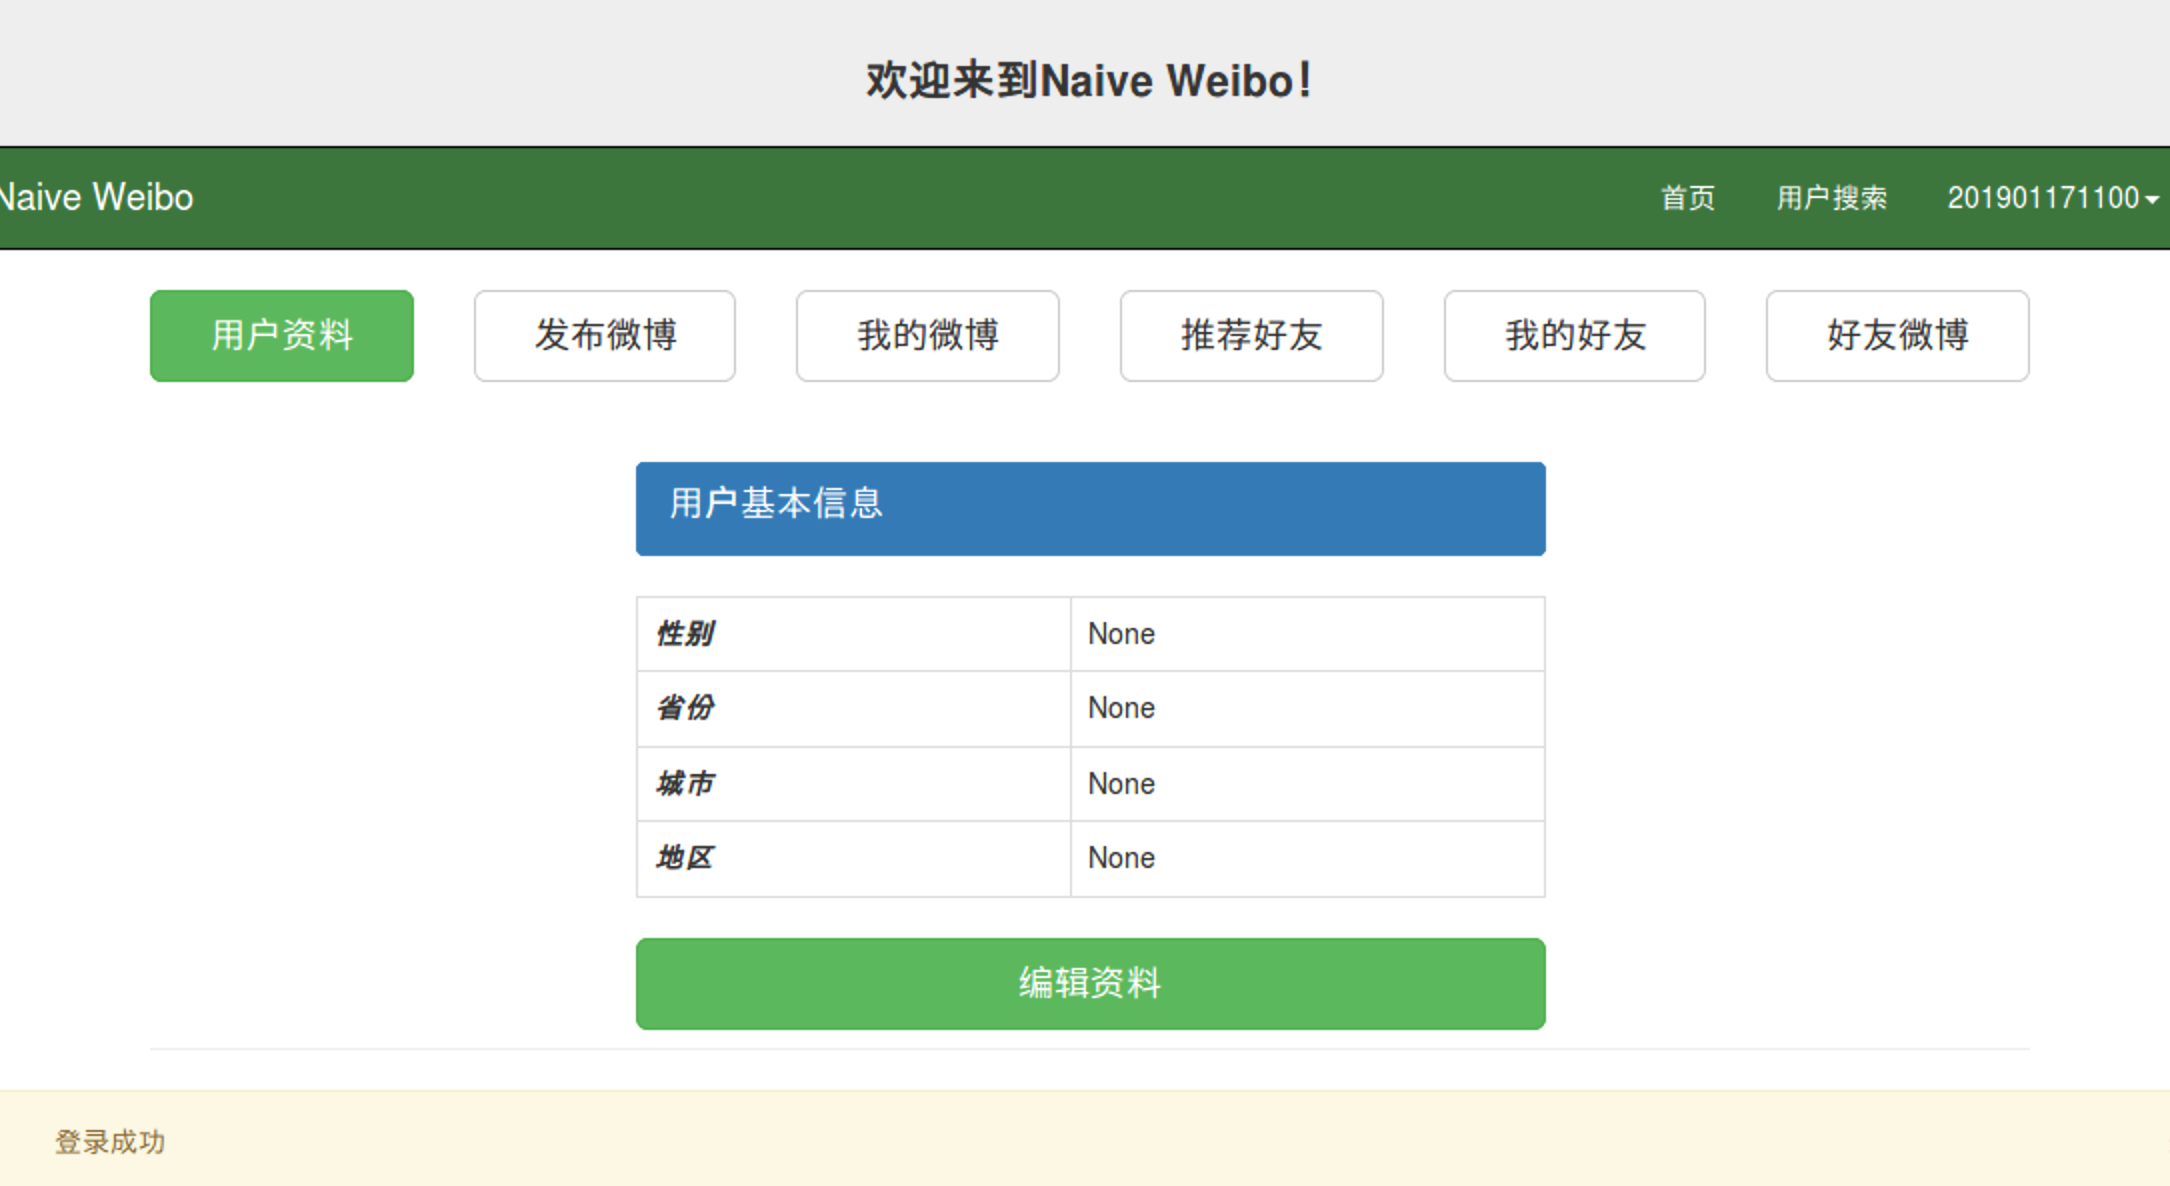 欢迎来到Naive Weibo!
Naive Weibo 首页 用户搜索 201901171100
用户资料 发布微博 我的微博 推荐好友 我的好友 好友微博
用户基本信息
性别 None
省份 None
城市 None
地区 None
编辑资料
登录成功